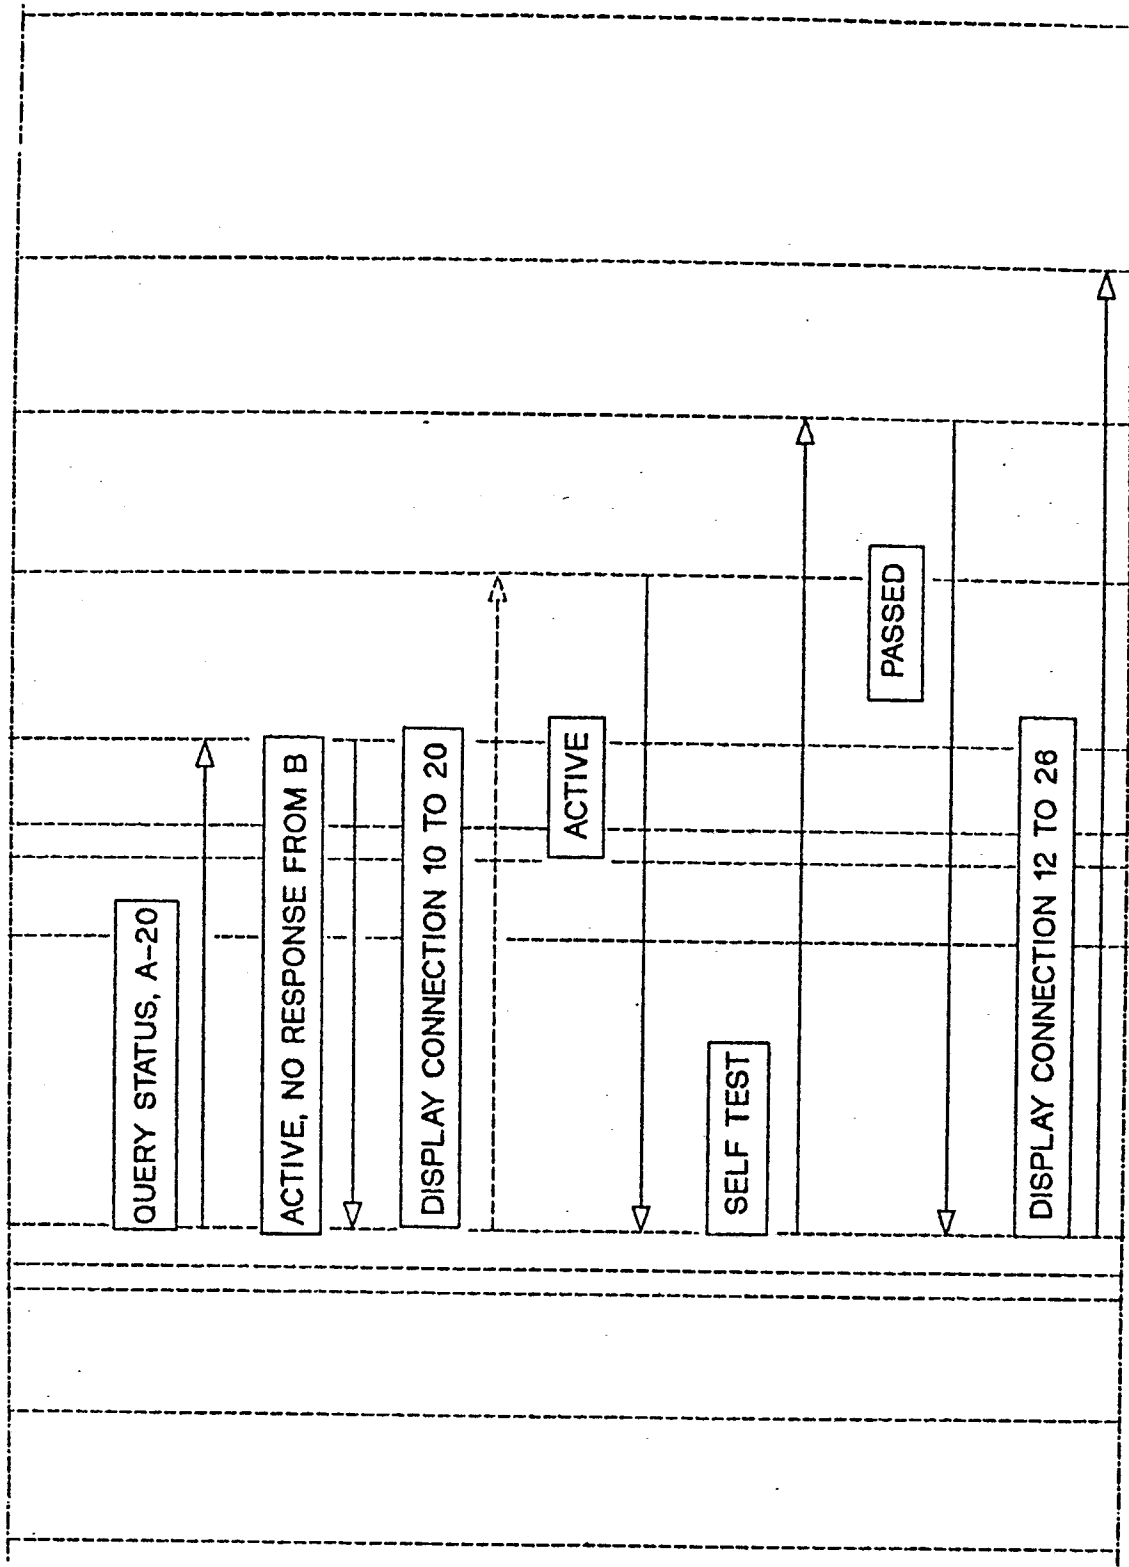 QUERY STATUS, A-20
ACTIVE, NO RESPONSE FROM B
DISPLAY CONNECTION 10 TO 20
ACTIVE
SELF TEST
PASSED
DISPLAY CONNECTION 12 TO 26